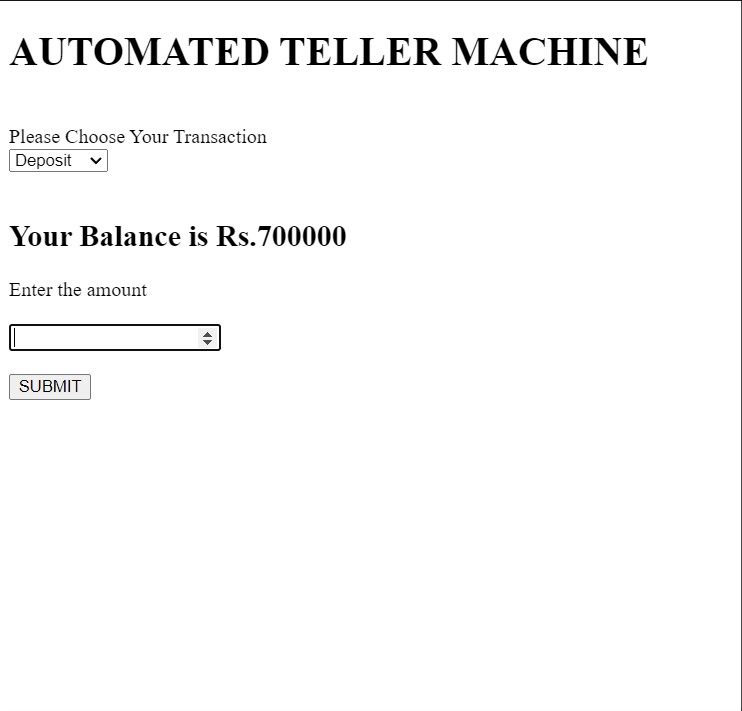 AUTOMATED TELLER MACHINE
Please Choose Your Transaction
Deposit
Your Balance is Rs.700000
Enter the amount
SUBMIT